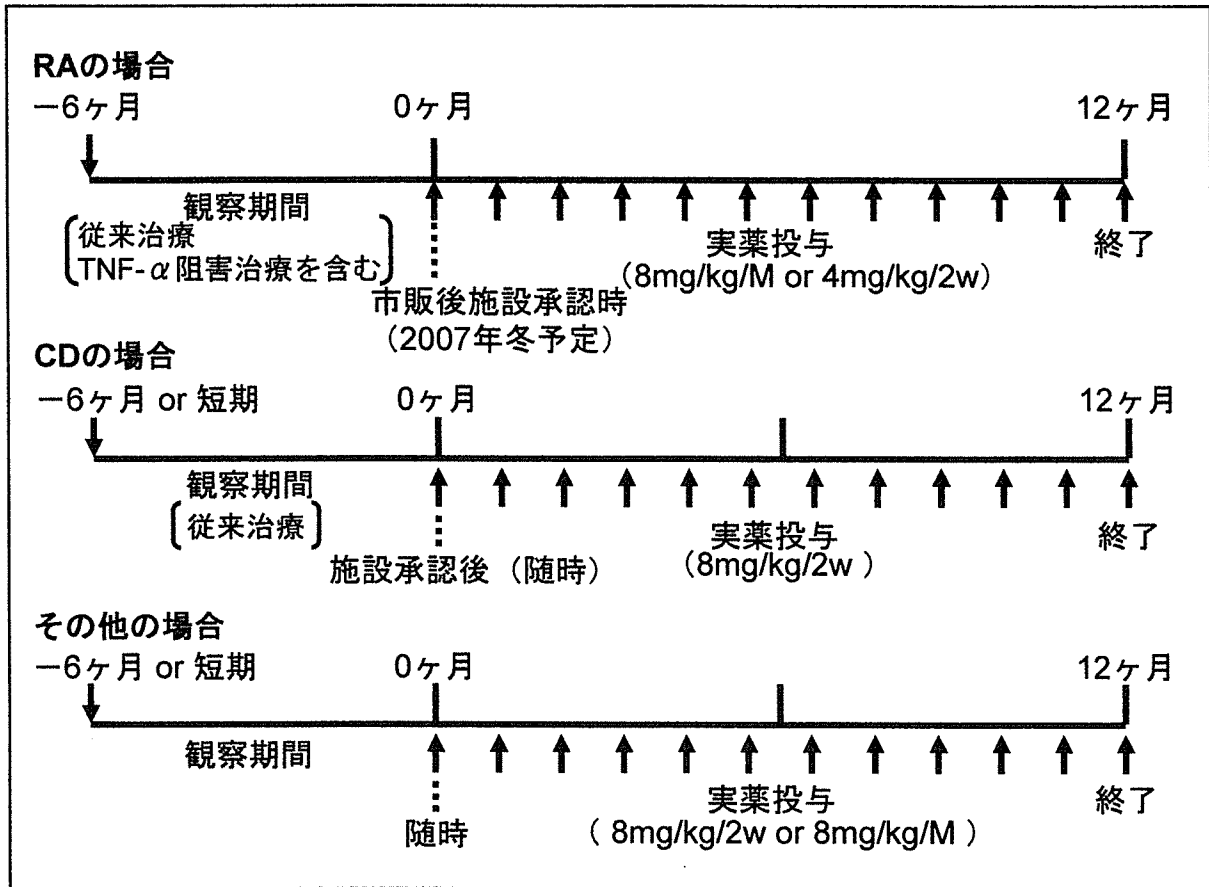 RAの場合
－6ヶ月 0ヶ月 12ヶ月
観察期間
従来治療
TNF-α阻害治療を含む
実薬投与
（8mg/kg/M or 4mg/kg/2w）
終了
市販後施設承認時
（2007年冬予定）
CDの場合
－6ヶ月 or 短期 0ヶ月 12ヶ月
観察期間
従来治療
実薬投与
（8mg/kg/2w ）
終了
施設承認後（随時）
その他の場合
－6ヶ月 or 短期 0ヶ月 12ヶ月
観察期間
実薬投与
（ 8mg/kg/2w or 8mg/kg/M ）
終了
随時